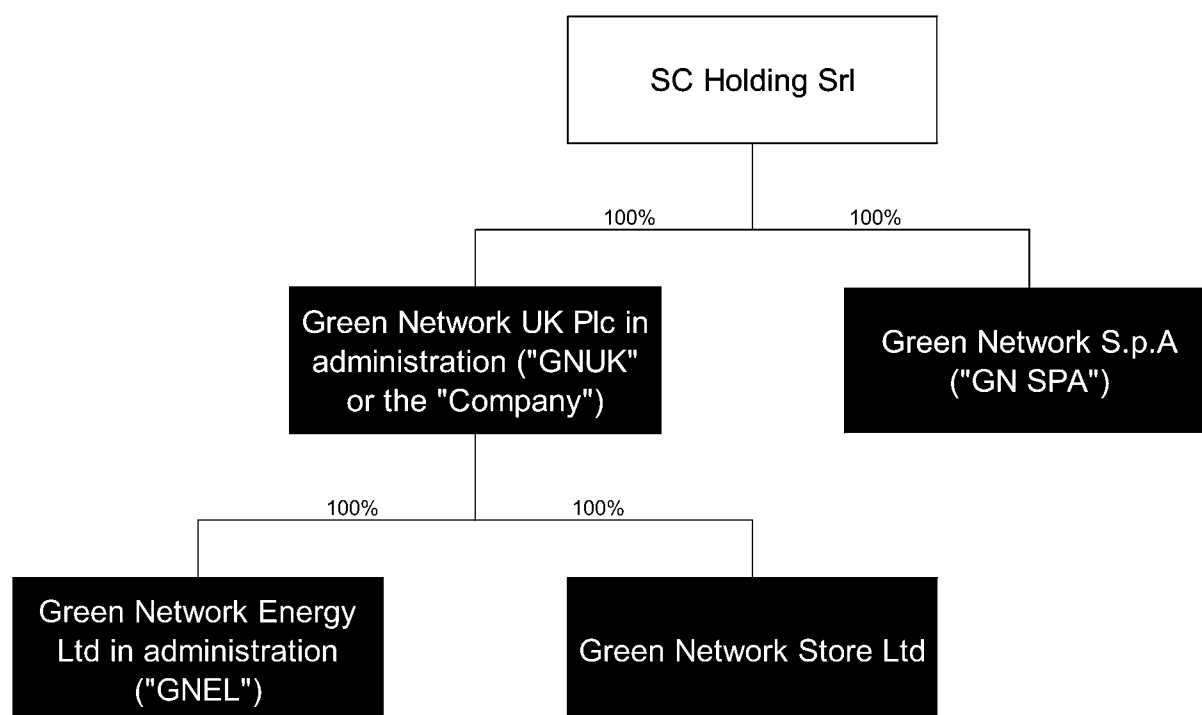 SC Holding Srl
100%
100%
Green Network UK Plc in
administration ("GNUK"
or the "Company")
Green Network S.p.A
("GN SPA")
100%
100%
Green Network Energy
Ltd in administration
("GNEL")
Green Network Store Ltd